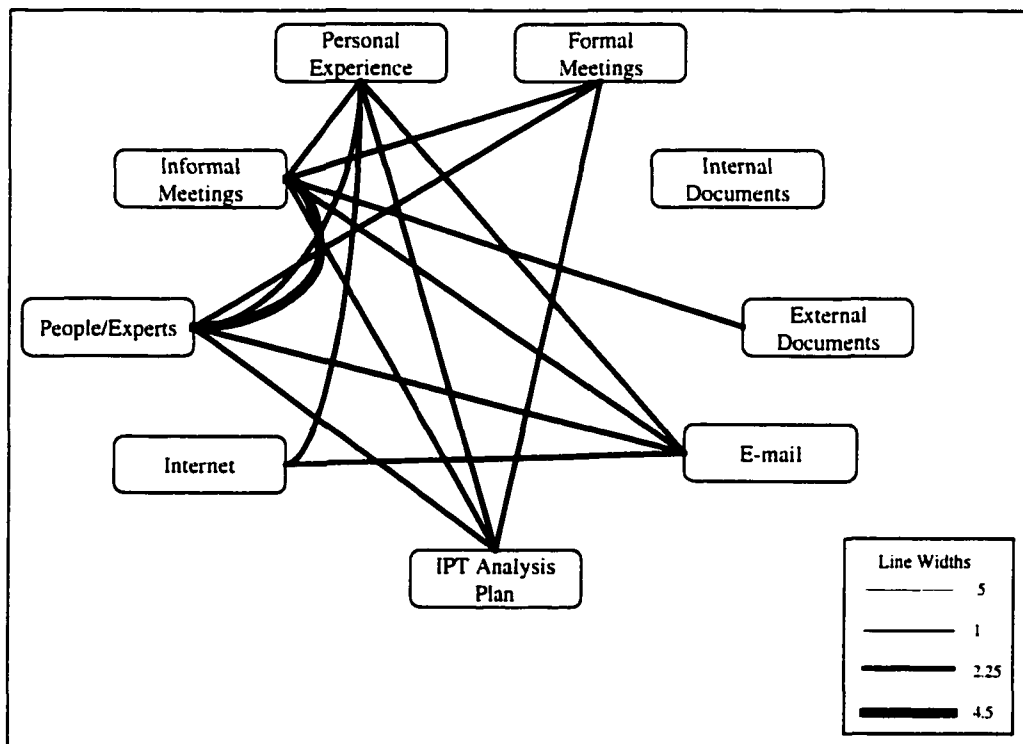 Personal
Experience
Formal
Meetings
Informal
Meetings
Internal
Documents
People/Experts
External
Documents
Internet
E-mail
IPT Analysis
Plan
Line Widths
5
1
2.25
4.5